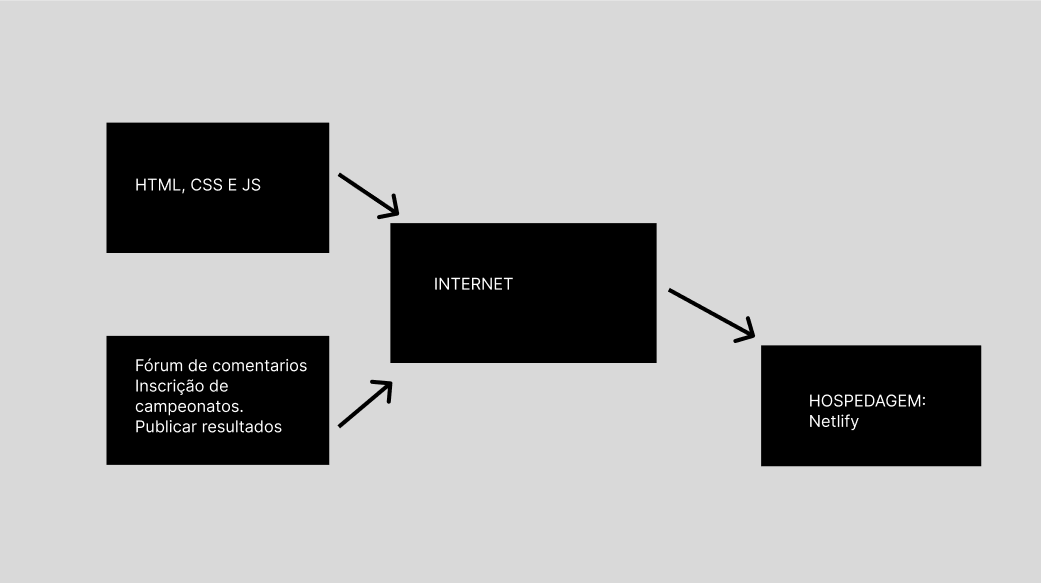 HTML, CSS E JS
INTERNET
Fórum de comentarios
Inscrição de
campeonatos.
Publicar resultados
HOSPEDAGEM:
Netlify